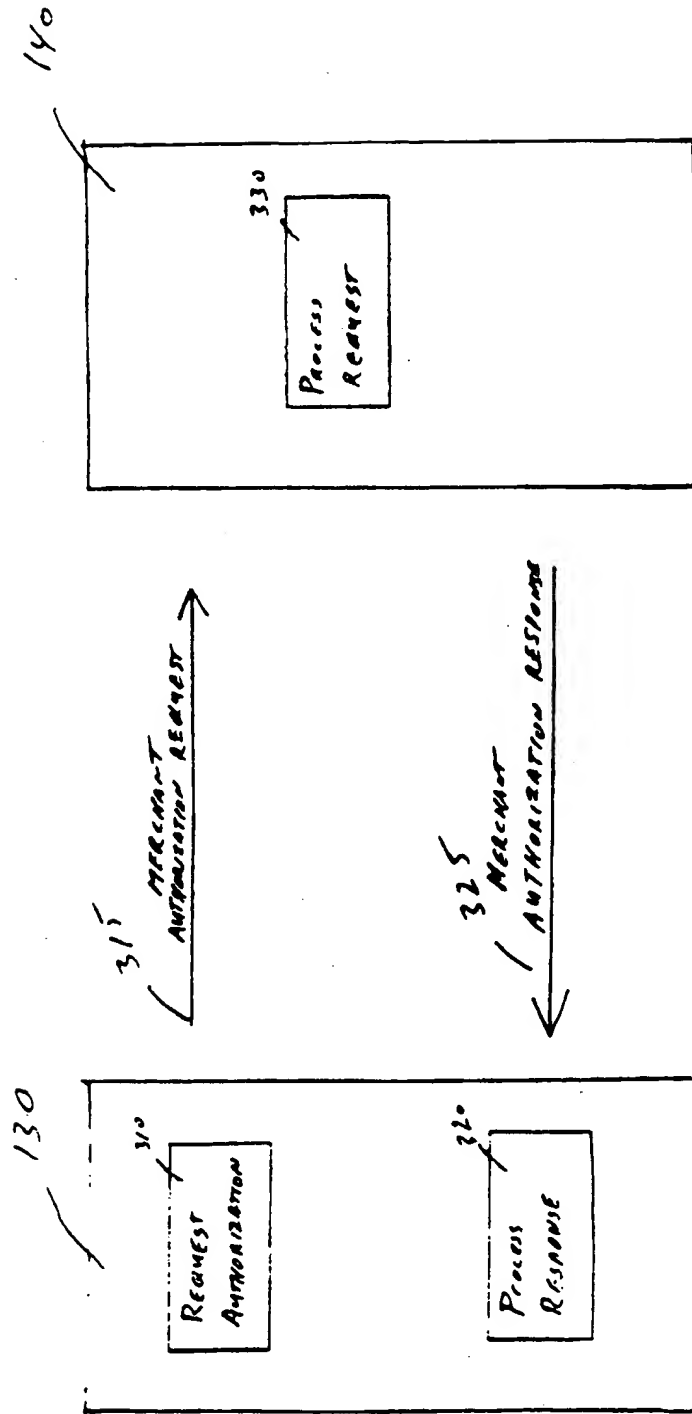 130
310
REQUEST
AUTHORIZATION
320
PROCESS
RESPONSE
315
MERCHANT
AUTHORIZATION REQUEST
325
MERCHANT
AUTHORIZATION RESPONSE
140
330
PROCESS
REQUEST